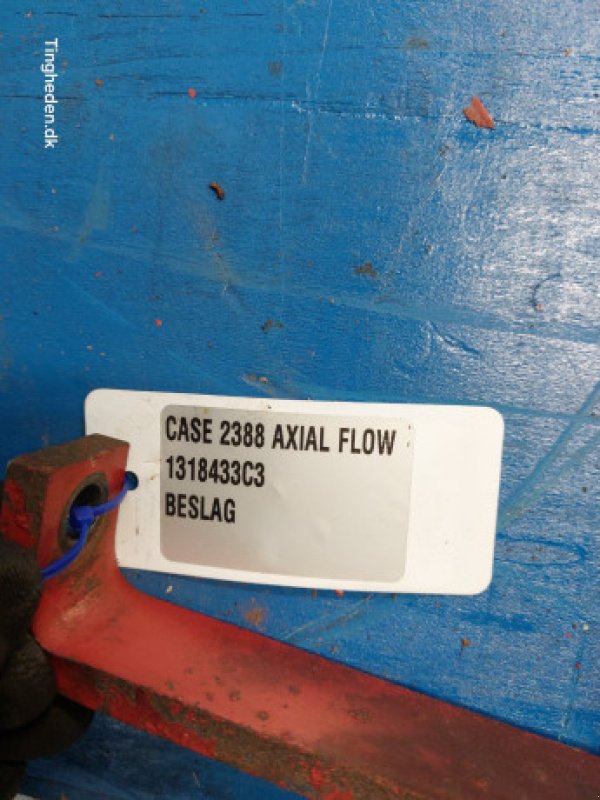 Tingheden.dk
CASE 2388 AXIAL FLOW
1318433C3
BESLAG